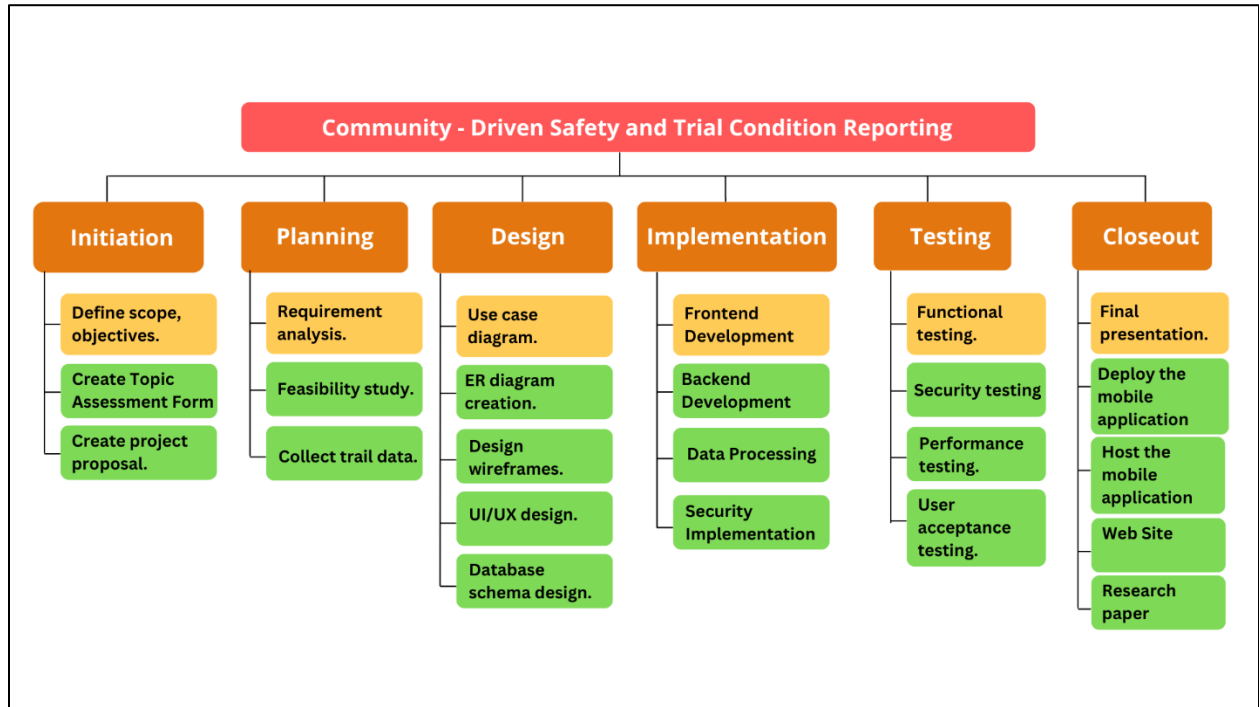 Community - Driven Safety and Trial Condition Reporting
Initiation
Planning
Design
Implementation
Testing
Closeout
Define scope,
objectives.
Create Topic
Assessment Form
Create project
proposal.
Requirement
analysis.
Feasibility study.
Collect trail data.
Use case
diagram.
ER diagram
creation.
Design
wireframes.
UI/UX design.
Database
schema design.
Frontend
Development
Backend
Development
Data Processing
Security
Implementation
Functional
testing.
Security testing
Performance
testing.
User
acceptance
testing.
Final
presentation.
Deploy the
mobile
application
Host the
mobile
application
Web Site
Research
paper